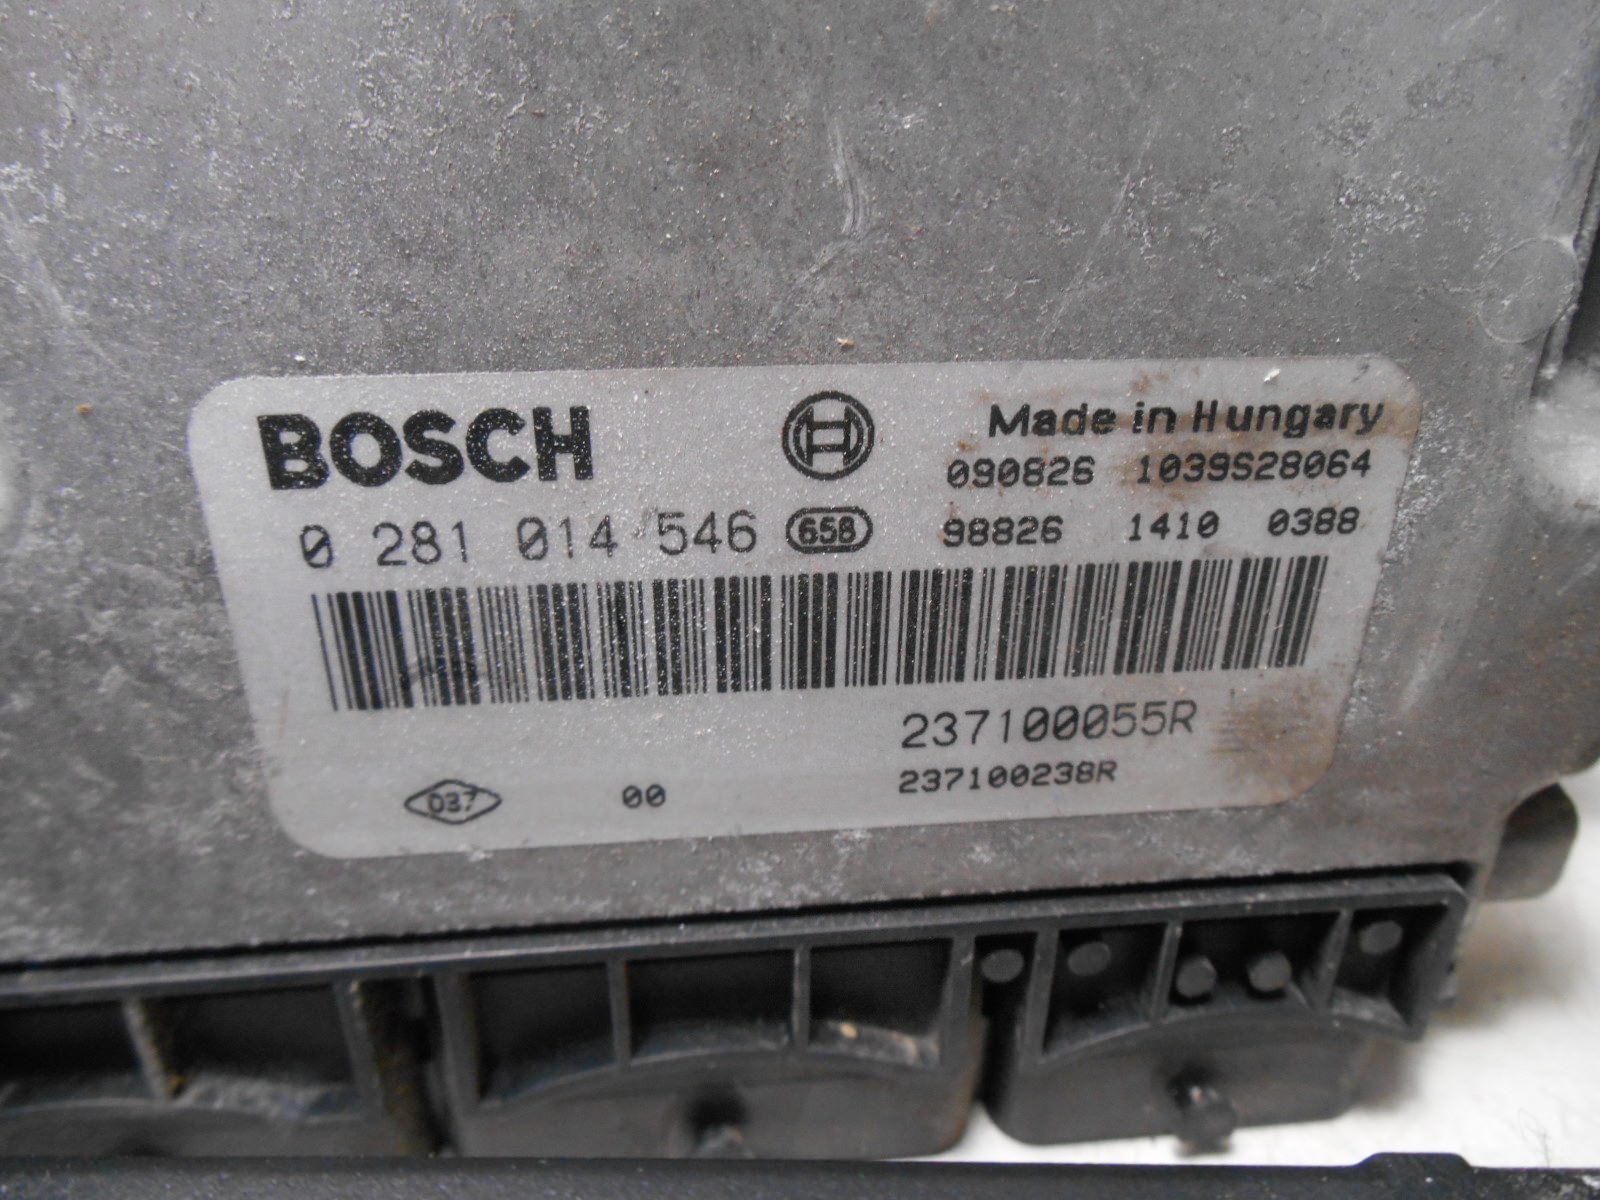 BOSCH
Made in Hungary
090826 1039S28064
0 281 014 546 658 98826 1410 0388
237100055R
037 00 237100238R